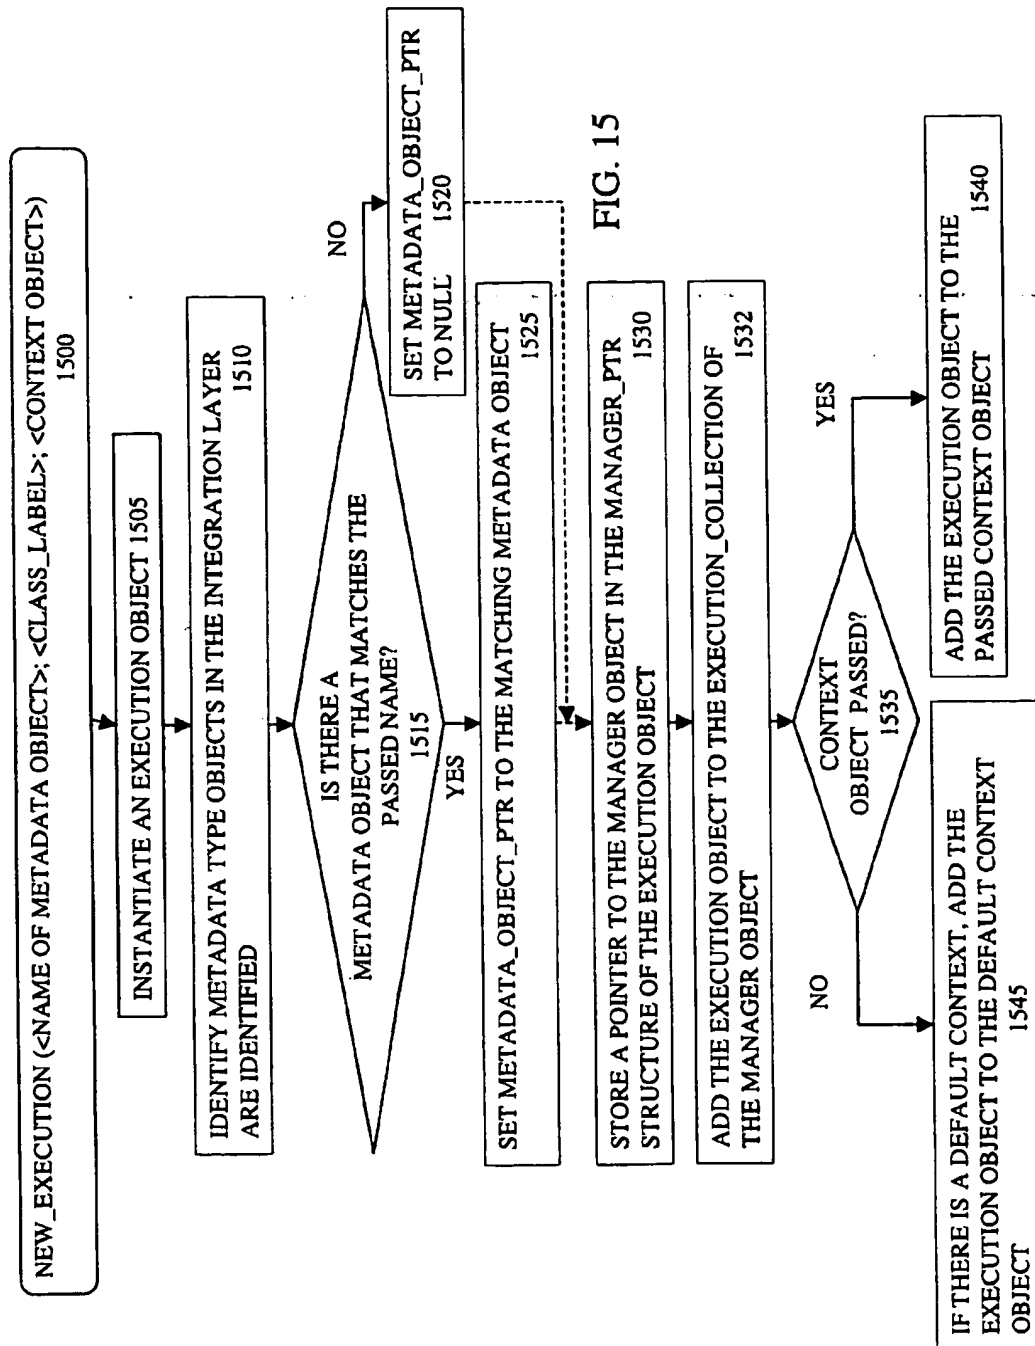 NEW_EXECUTION (<NAME OF METADATA OBJECT>; <CLASS_LABEL>; <CONTEXT OBJECT>)
1500
INSTANTIATE AN EXECUTION OBJECT 1505
IDENTIFY METADATA TYPE OBJECTS IN THE INTEGRATION LAYER
ARE IDENTIFIED 1510
IS THERE A
METADATA OBJECT THAT MATCHES THE
PASSED NAME?
1515
NO
YES
SET METADATA_OBJECT_PTR
TO NULL 1520
SET METADATA_OBJECT_PTR TO THE MATCHING METADATA OBJECT
1525
STORE A POINTER TO THE MANAGER OBJECT IN THE MANAGER_PTR
STRUCTURE OF THE EXECUTION OBJECT 1530
FIG. 15
ADD THE EXECUTION OBJECT TO THE EXECUTION_COLLECTION OF
THE MANAGER OBJECT 1532
CONTEXT
OBJECT PASSED?
1535
NO
YES
IF THERE IS A DEFAULT CONTEXT, ADD THE
EXECUTION OBJECT TO THE DEFAULT CONTEXT
OBJECT 1545
ADD THE EXECUTION OBJECT TO THE
PASSED CONTEXT OBJECT 1540